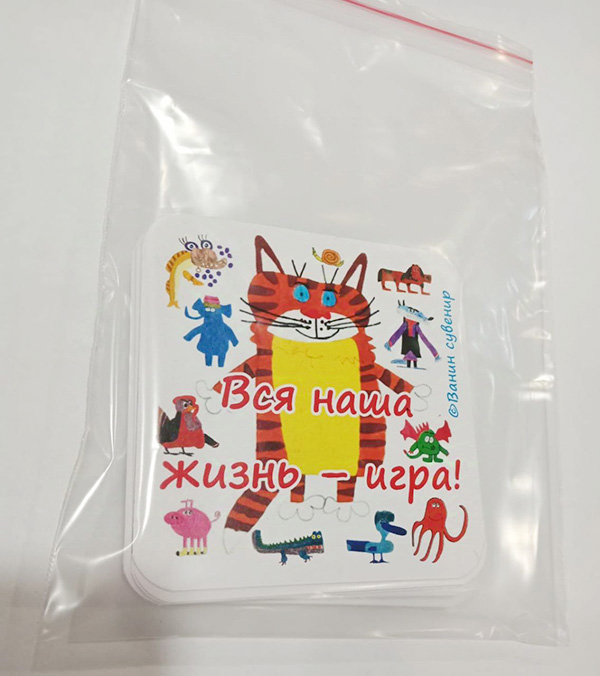 Вся наша
жизнь – игра!
©Ванин сувенир